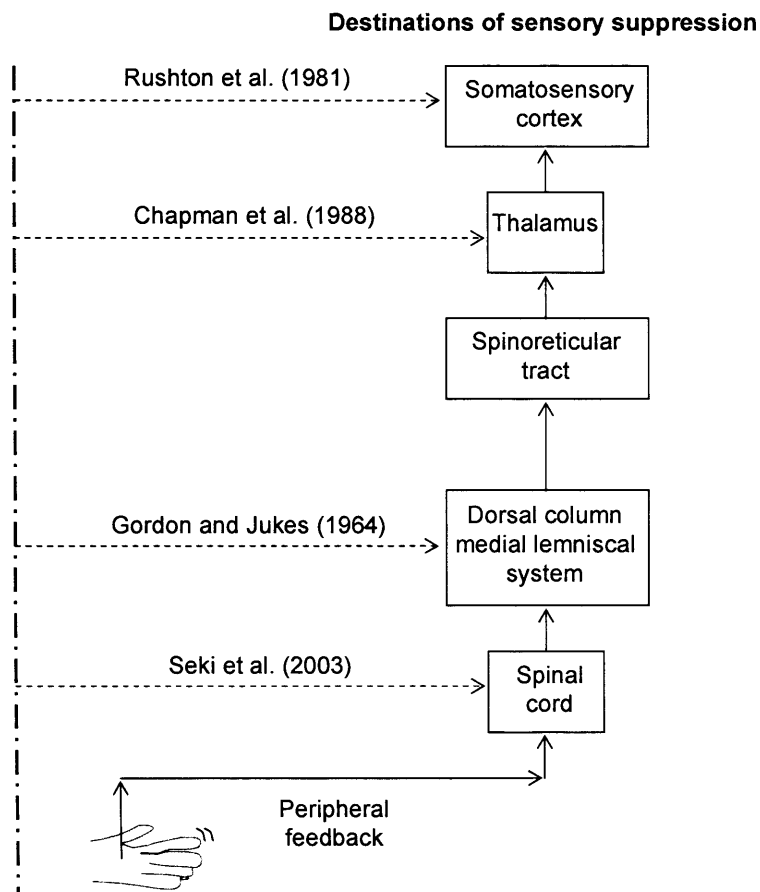 Destinations of sensory suppression
Rushton et al. (1981)
Somatosensory
cortex
Chapman et al. (1988)
Thalamus
Spinoreticular
tract
Gordon and Jukes (1964)
Dorsal column
medial lemniscal
system
Seki et al. (2003)
Spinal
cord
Peripheral
feedback